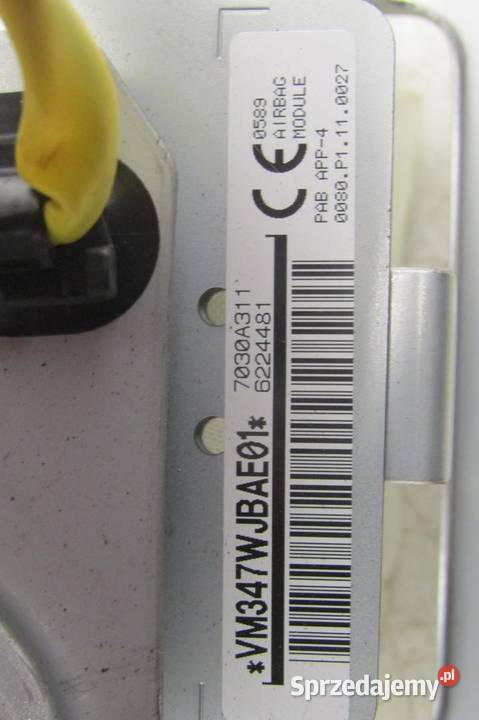 CE 0589
AIRBAG
MODULE
PAB APP-4
0080.P1.11.0027
7030A311
6224481
*VM347WJBAE01*
Sprzedajemy.pl